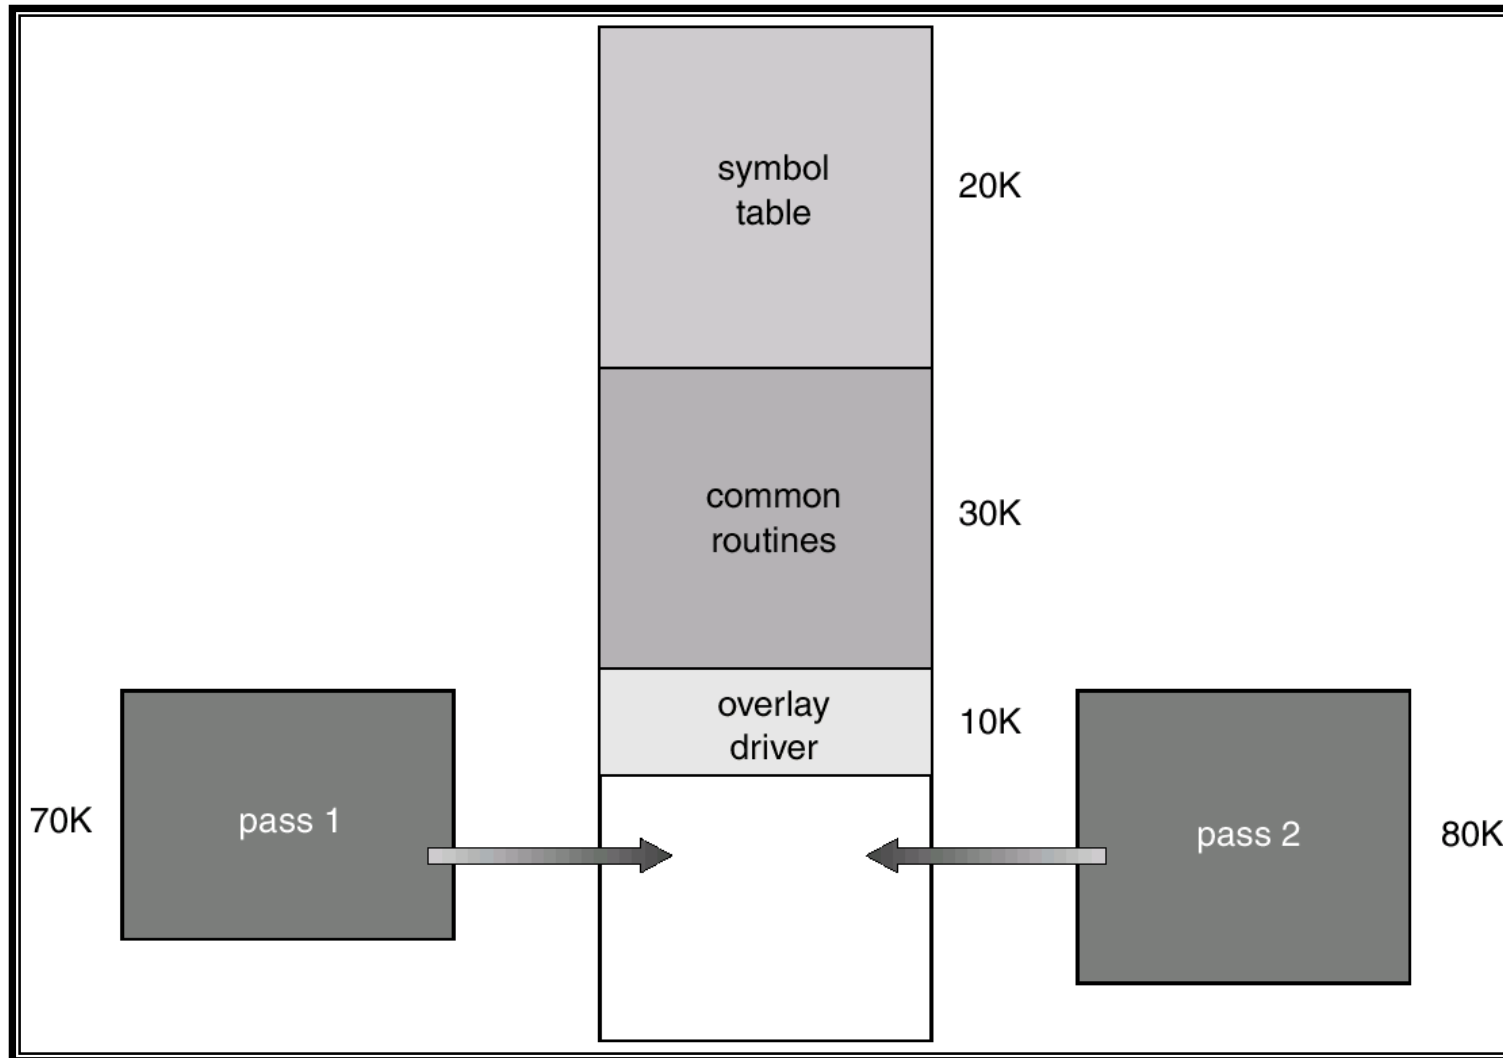 symbol
table
20K
common
routines
30K
overlay
driver
10K
70K
pass 1
pass 2
80K